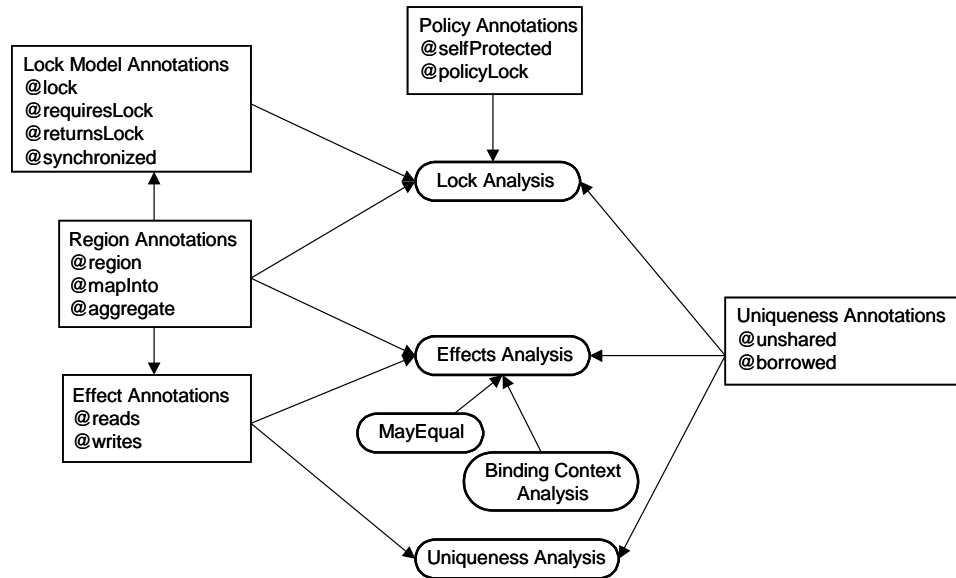 Policy Annotations
@selfProtected
@policyLock
Lock Model Annotations
@lock
@requiresLock
@returnsLock
@synchronized
Lock Analysis
Region Annotations
@region
@mapInto
@aggregate
Uniqueness Annotations
@unshared
@borrowed
Effects Analysis
Effect Annotations
@reads
@writes
MayEqual
Binding Context
Analysis
Uniqueness Analysis